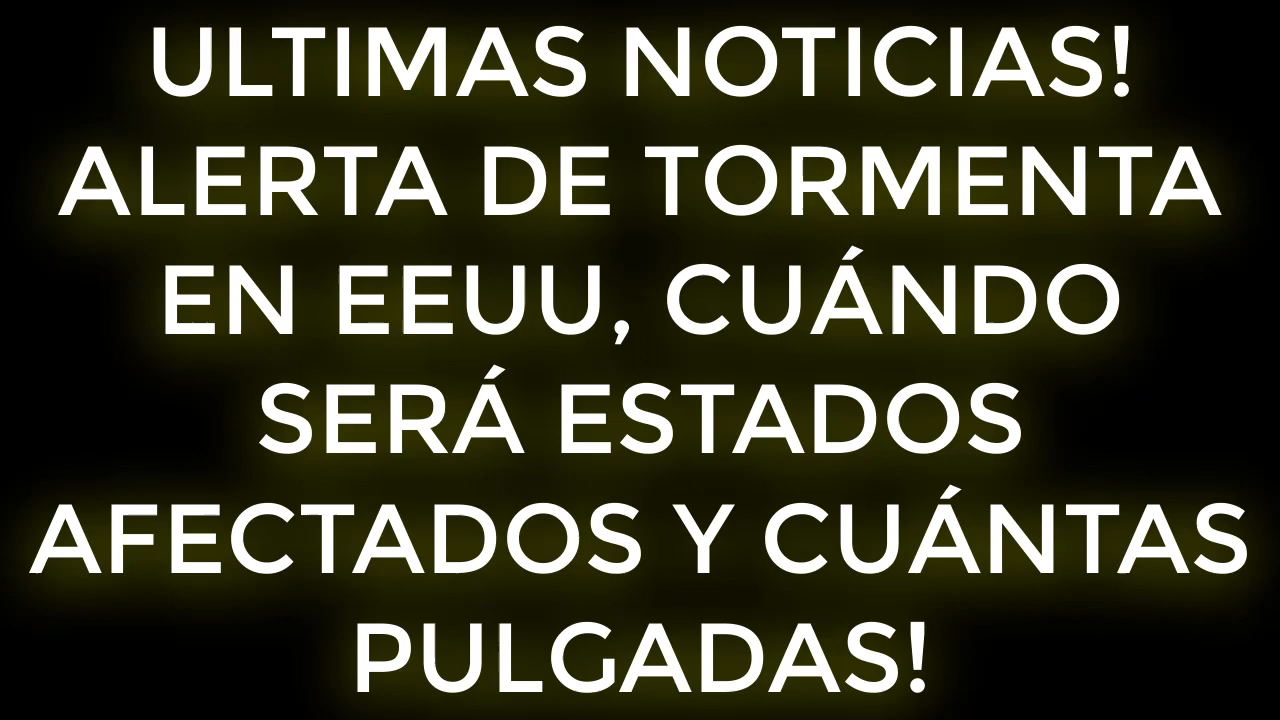 ULTIMAS NOTICIAS!
ALERTA DE TORMENTA
EN EEUU, CUÁNDO
SERÁ ESTADOS
AFECTADOS Y CUÁNTAS
PULGADAS!